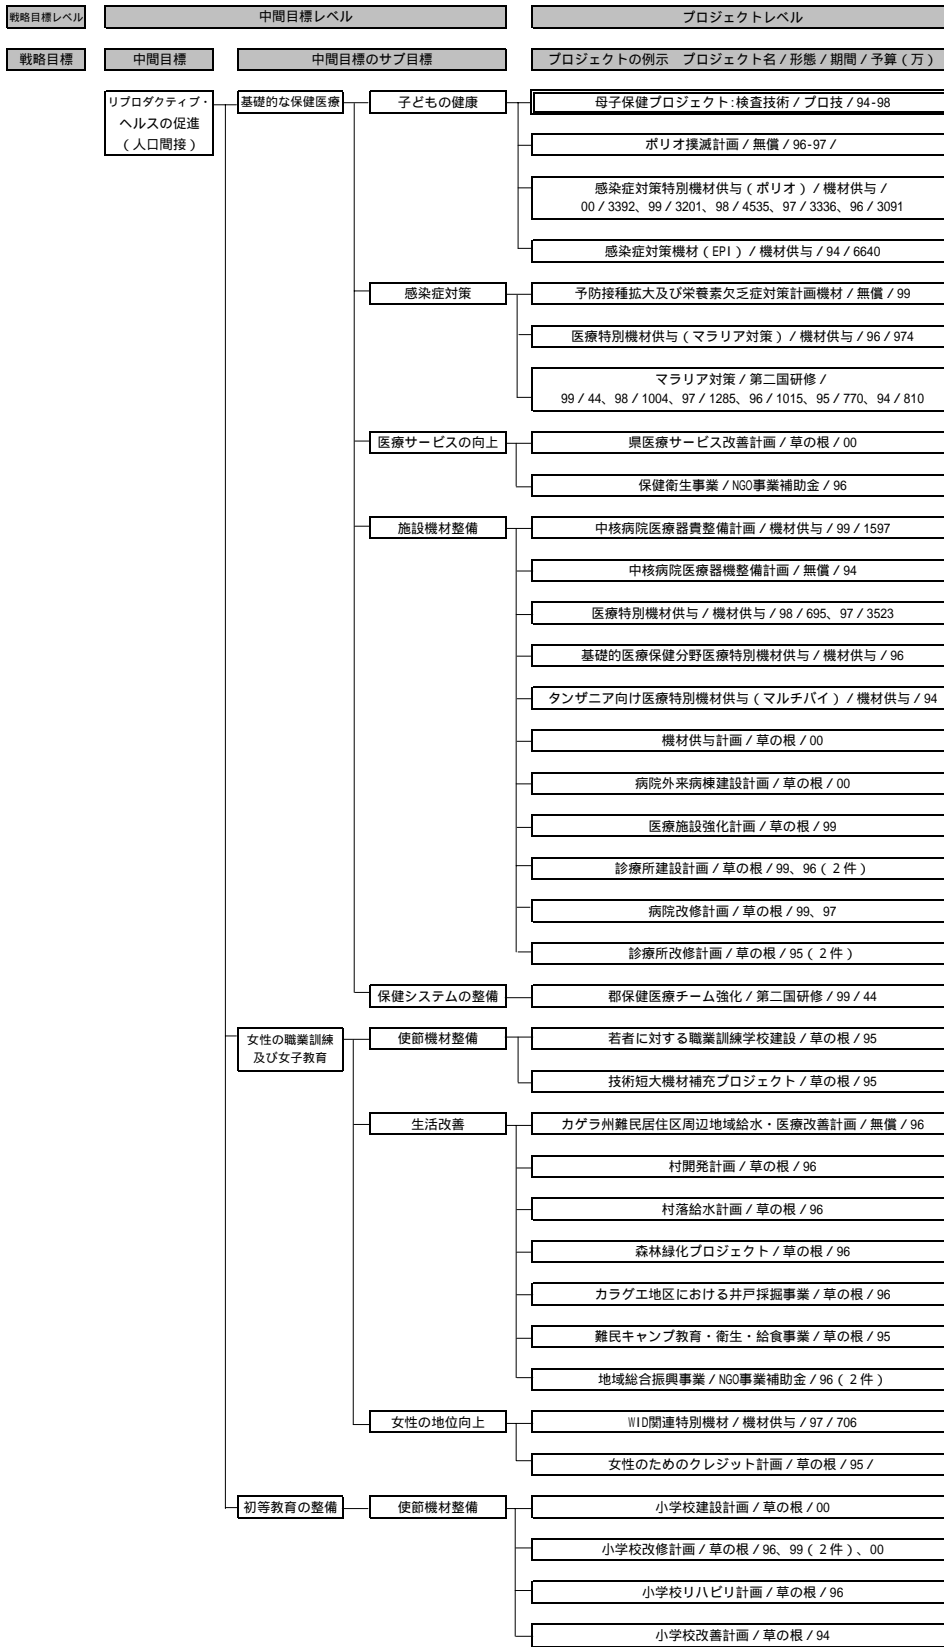 戦略目標レベル
中間目標レベル
プロジェクトレベル
戦略目標
中間目標
中間目標のサブ目標
プロジェクトの例示　プロジェクト名 / 形態 / 期間 / 予算 ( 万 )
リプロダクティブ・
ヘルスの促進
( 人口間接 )
基礎的な保健医療
子どもの健康
母子保健プロジェクト:検査技術 / プロ技 / 94-98
ポリオ撲滅計画 / 無償 / 96-97 /
感染症対策特別機材供与 ( ポリオ ) / 機材供与 /
00 / 3392、99 / 3201、98 / 4535、97 / 3336、96 / 3091
感染症対策機材 ( EPI ) / 機材供与 / 94 / 6640
感染症対策
予防接種拡大及び栄養素欠乏症対策計画機材 / 無償 / 99
医療特別機材供与 ( マラリア対策 ) / 機材供与 / 96 / 974
マラリア対策 / 第二国研修 /
99 / 44、98 / 1004、97 / 1285、96 / 1015、95 / 770、94 / 810
医療サービスの向上
県医療サービス改善計画 / 草の根 / 00
保健衛生事業 / NGO事業補助金 / 96
施設機材整備
中核病院医療器貴整備計画 / 機材供与 / 99 / 1597
中核病院医療器機整備計画 / 無償 / 94
医療特別機材供与 / 機材供与 / 98 / 695、97 / 3523
基礎的医療保健分野医療特別機材供与 / 機材供与 / 96
タンザニア向け医療特別機材供与 ( マルチバイ ) / 機材供与 / 94
機材供与計画 / 草の根 / 00
病院外来病棟建設計画 / 草の根 / 00
医療施設強化計画 / 草の根 / 99
診療所建設計画 / 草の根 / 99、96 ( 2 件 )
病院改修計画 / 草の根 / 99、97
診療所改修計画 / 草の根 / 95 ( 2 件 )
保健システムの整備
郡保健医療チーム強化 / 第二国研修 / 99 / 44
女性の職業訓練
及び女子教育
使節機材整備
若者に対する職業訓練学校建設 / 草の根 / 95
技術短大機材補充プロジェクト / 草の根 / 95
生活改善
カゲラ州難民居住区周辺地域給水・医療改善計画 / 無償 / 96
村開発計画 / 草の根 / 96
村落給水計画 / 草の根 / 96
森林緑化プロジェクト / 草の根 / 96
カラグエ地区における井戸採掘事業 / 草の根 / 96
難民キャンプ教育・衛生・給食事業 / 草の根 / 95
地域総合振興事業 / NGO事業補助金 / 96 ( 2 件 )
女性の地位向上
WID関連特別機材 / 機材供与 / 97 / 706
女性のためのクレジット計画 / 草の根 / 95 /
初等教育の整備
使節機材整備
小学校建設計画 / 草の根 / 00
小学校改修計画 / 草の根 / 96、99 ( 2 件 ) 、00
小学校リハビリ計画 / 草の根 / 96
小学校改善計画 / 草の根 / 94